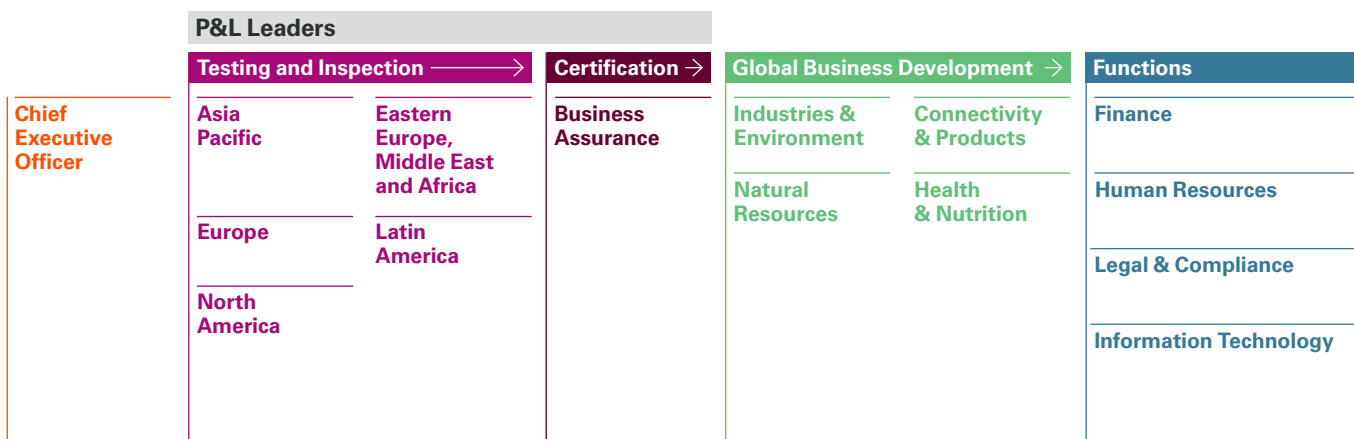 P&L Leaders
Testing and Inspection
Certification
Global Business Development
Functions
Chief
Executive
Officer
Asia
Pacific
Eastern
Europe,
Middle East
and Africa
Europe
Latin
America
North
America
Business
Assurance
Industries &
Environment
Connectivity
& Products
Natural
Resources
Health
& Nutrition
Finance
Human Resources
Legal & Compliance
Information Technology